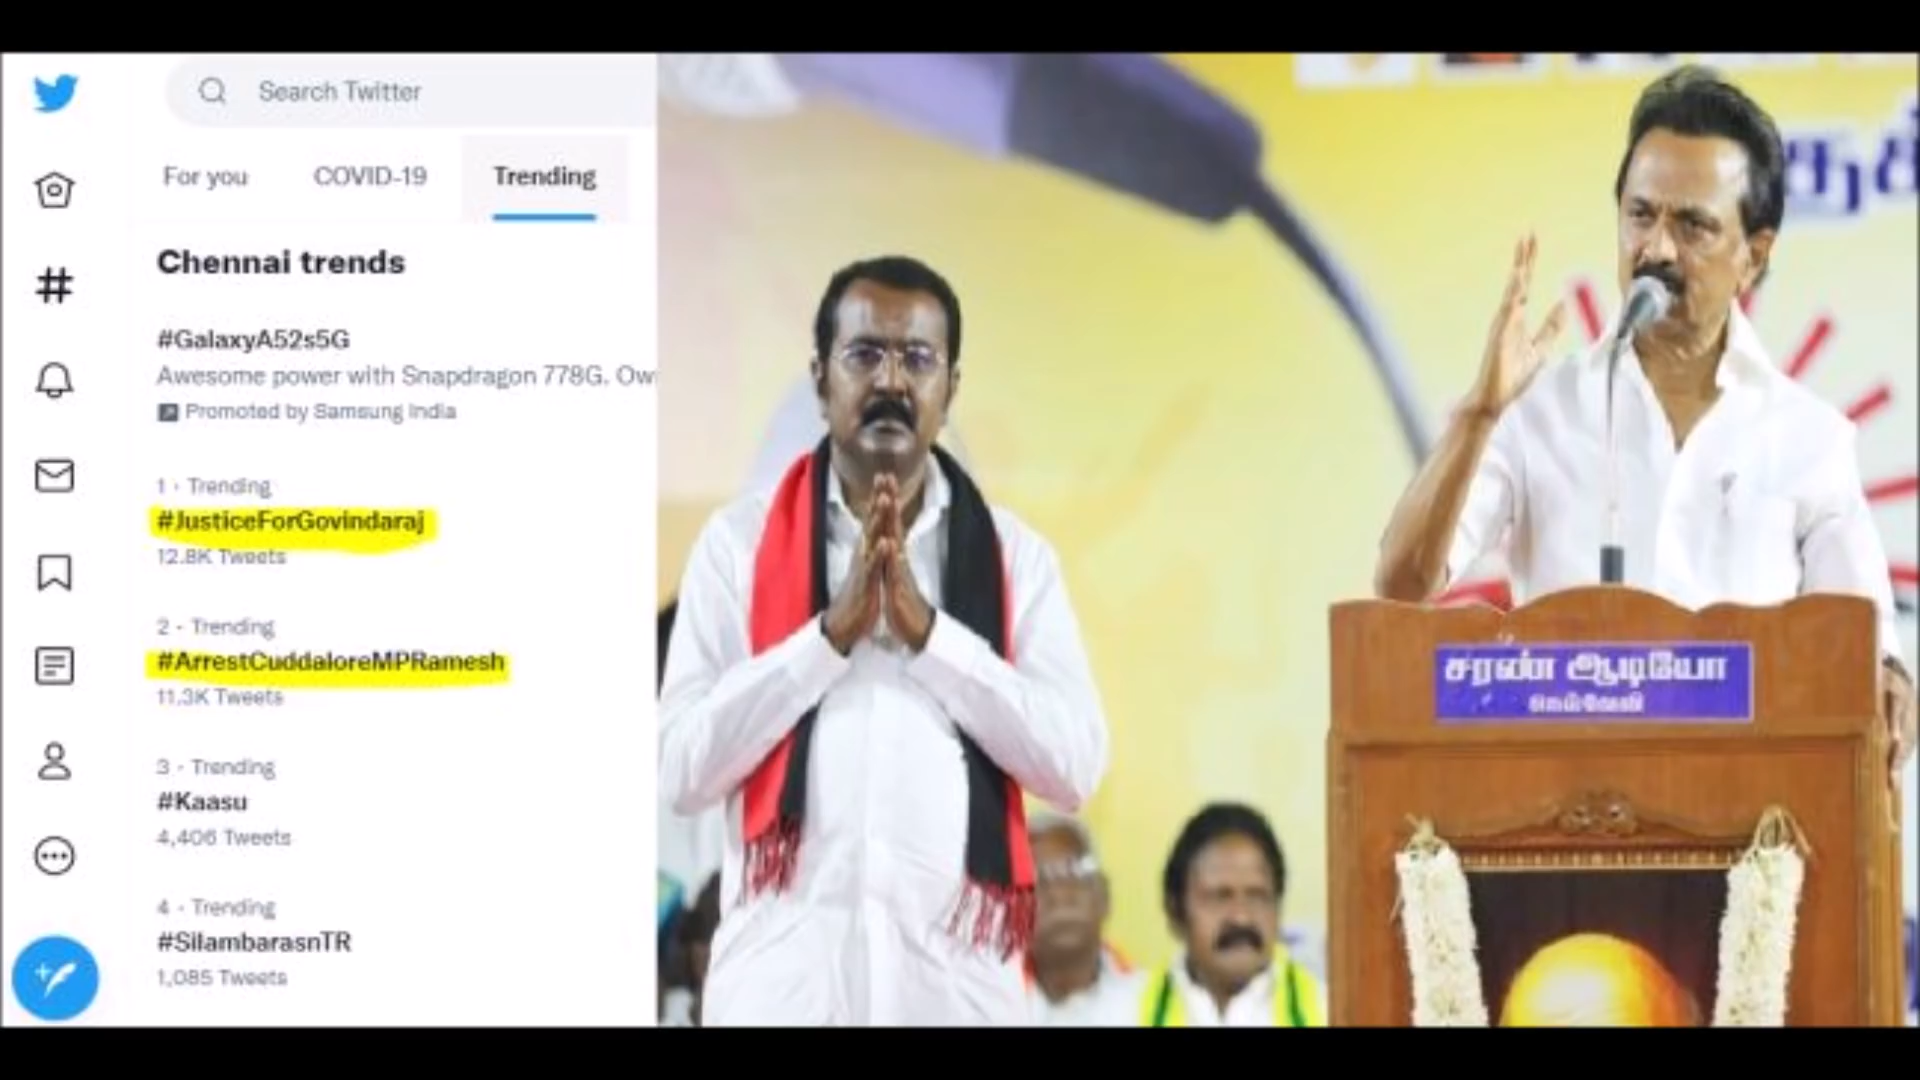 Search Twitter
For you COVID-19 Trending
Chennai trends
#GalaxyA52s5G
Awesome power with Snapdragon 778G. Ow
Promoted by Samsung India
1 · Trending
#JusticeForGovindaraj
12.8K Tweets
2 · Trending
#ArrestCuddaloreMPRamesh
11.3K Tweets
3 · Trending
#Kaasu
4,406 Tweets
4 · Trending
#SilambarasnTR
1,085 Tweets
சரண் ஆடியோ
நெய்வேலி